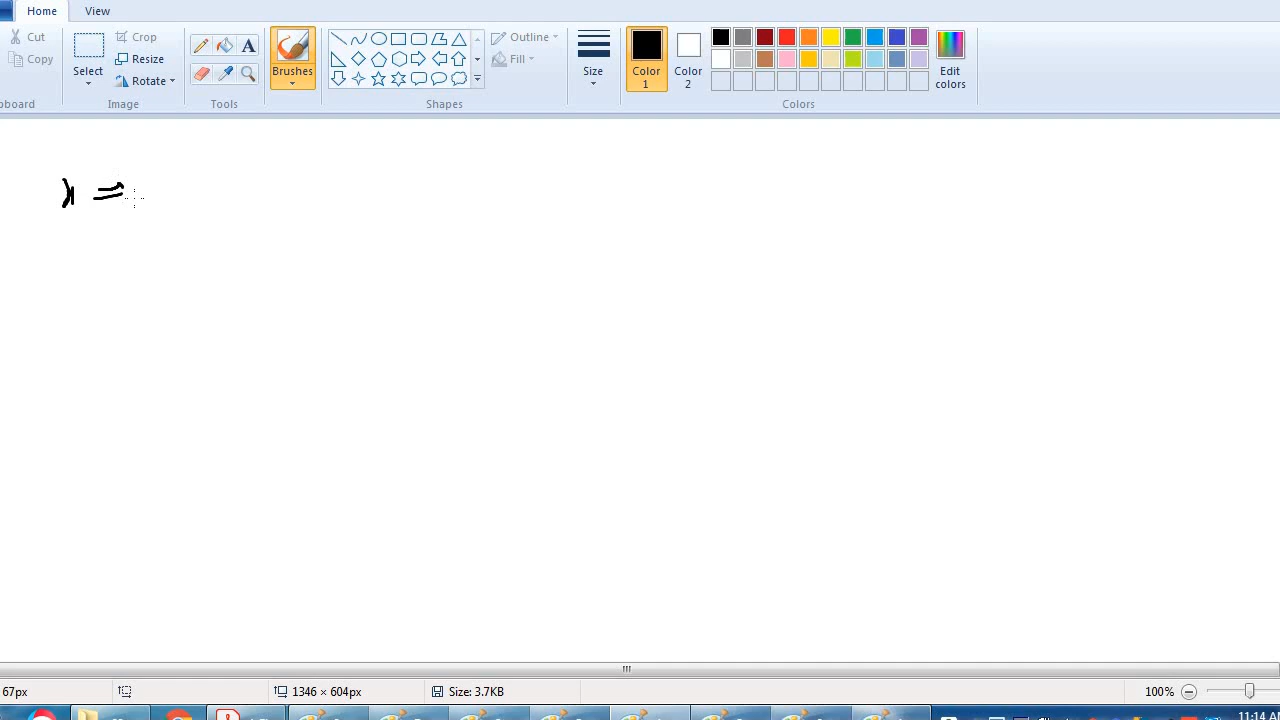 Home View
Cut Crop Outline
Copy Select Resize Brushes Fill Size Color 1 Color 2 Edit colors
Rotate
Image Tools Shapes Colors
x =
67px 1346 × 604px Size: 3.7KB 100%